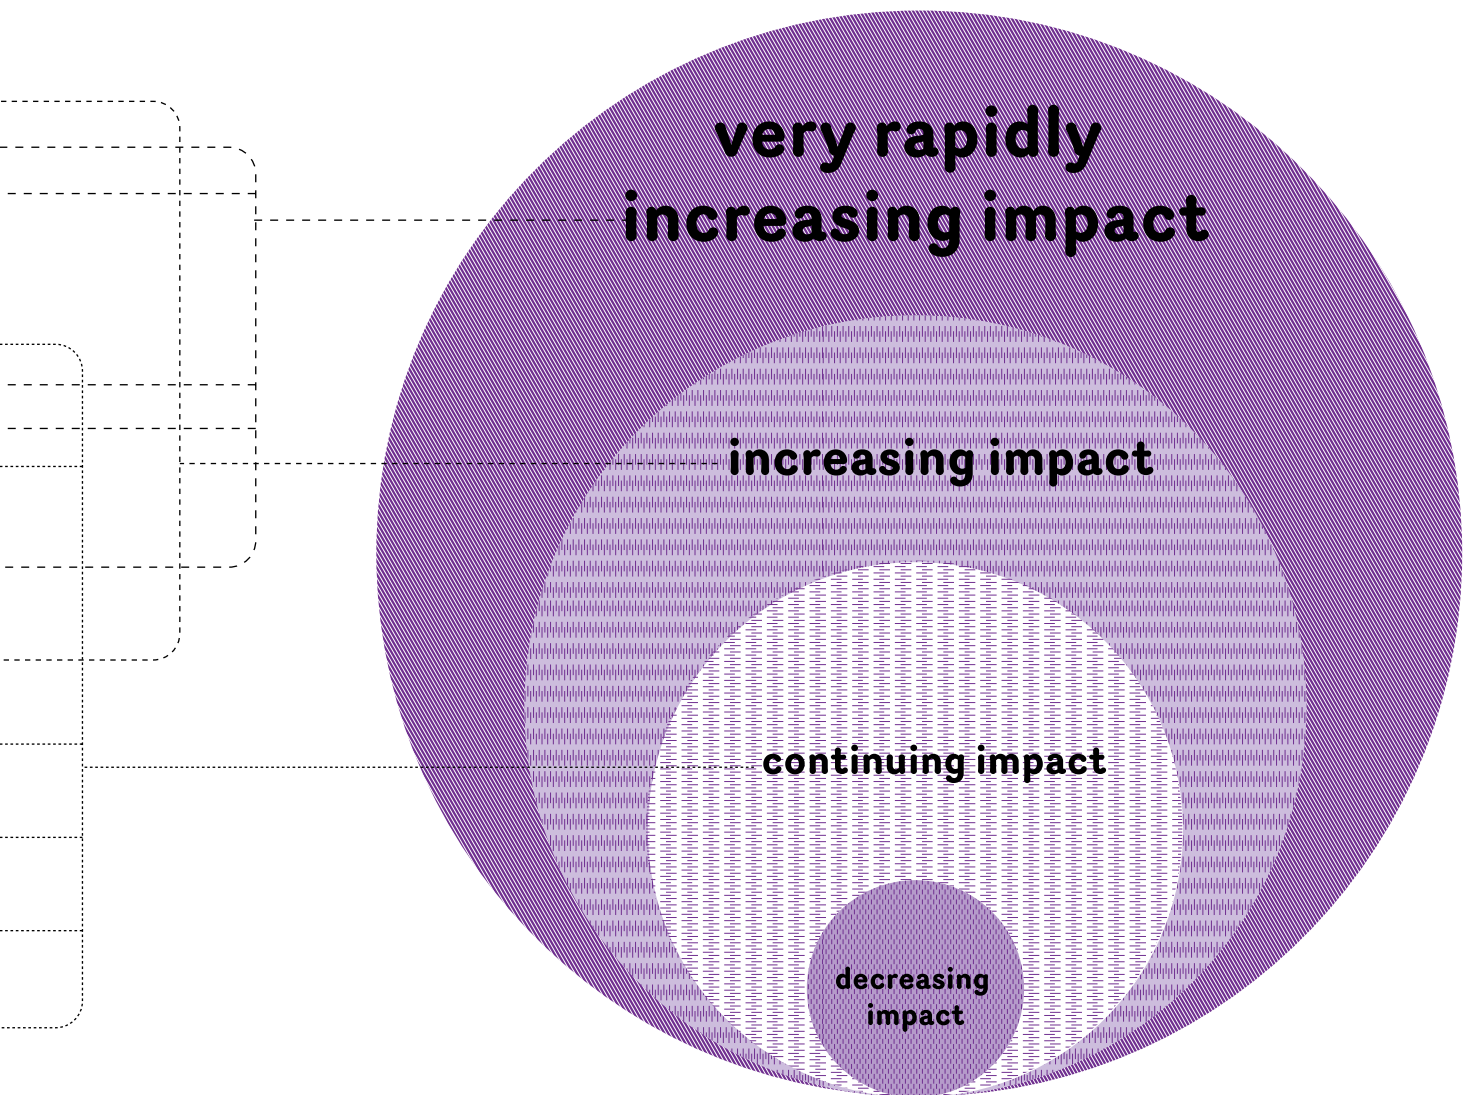 very rapidly
increasing impact
increasing impact
continuing impact
decreasing
impact